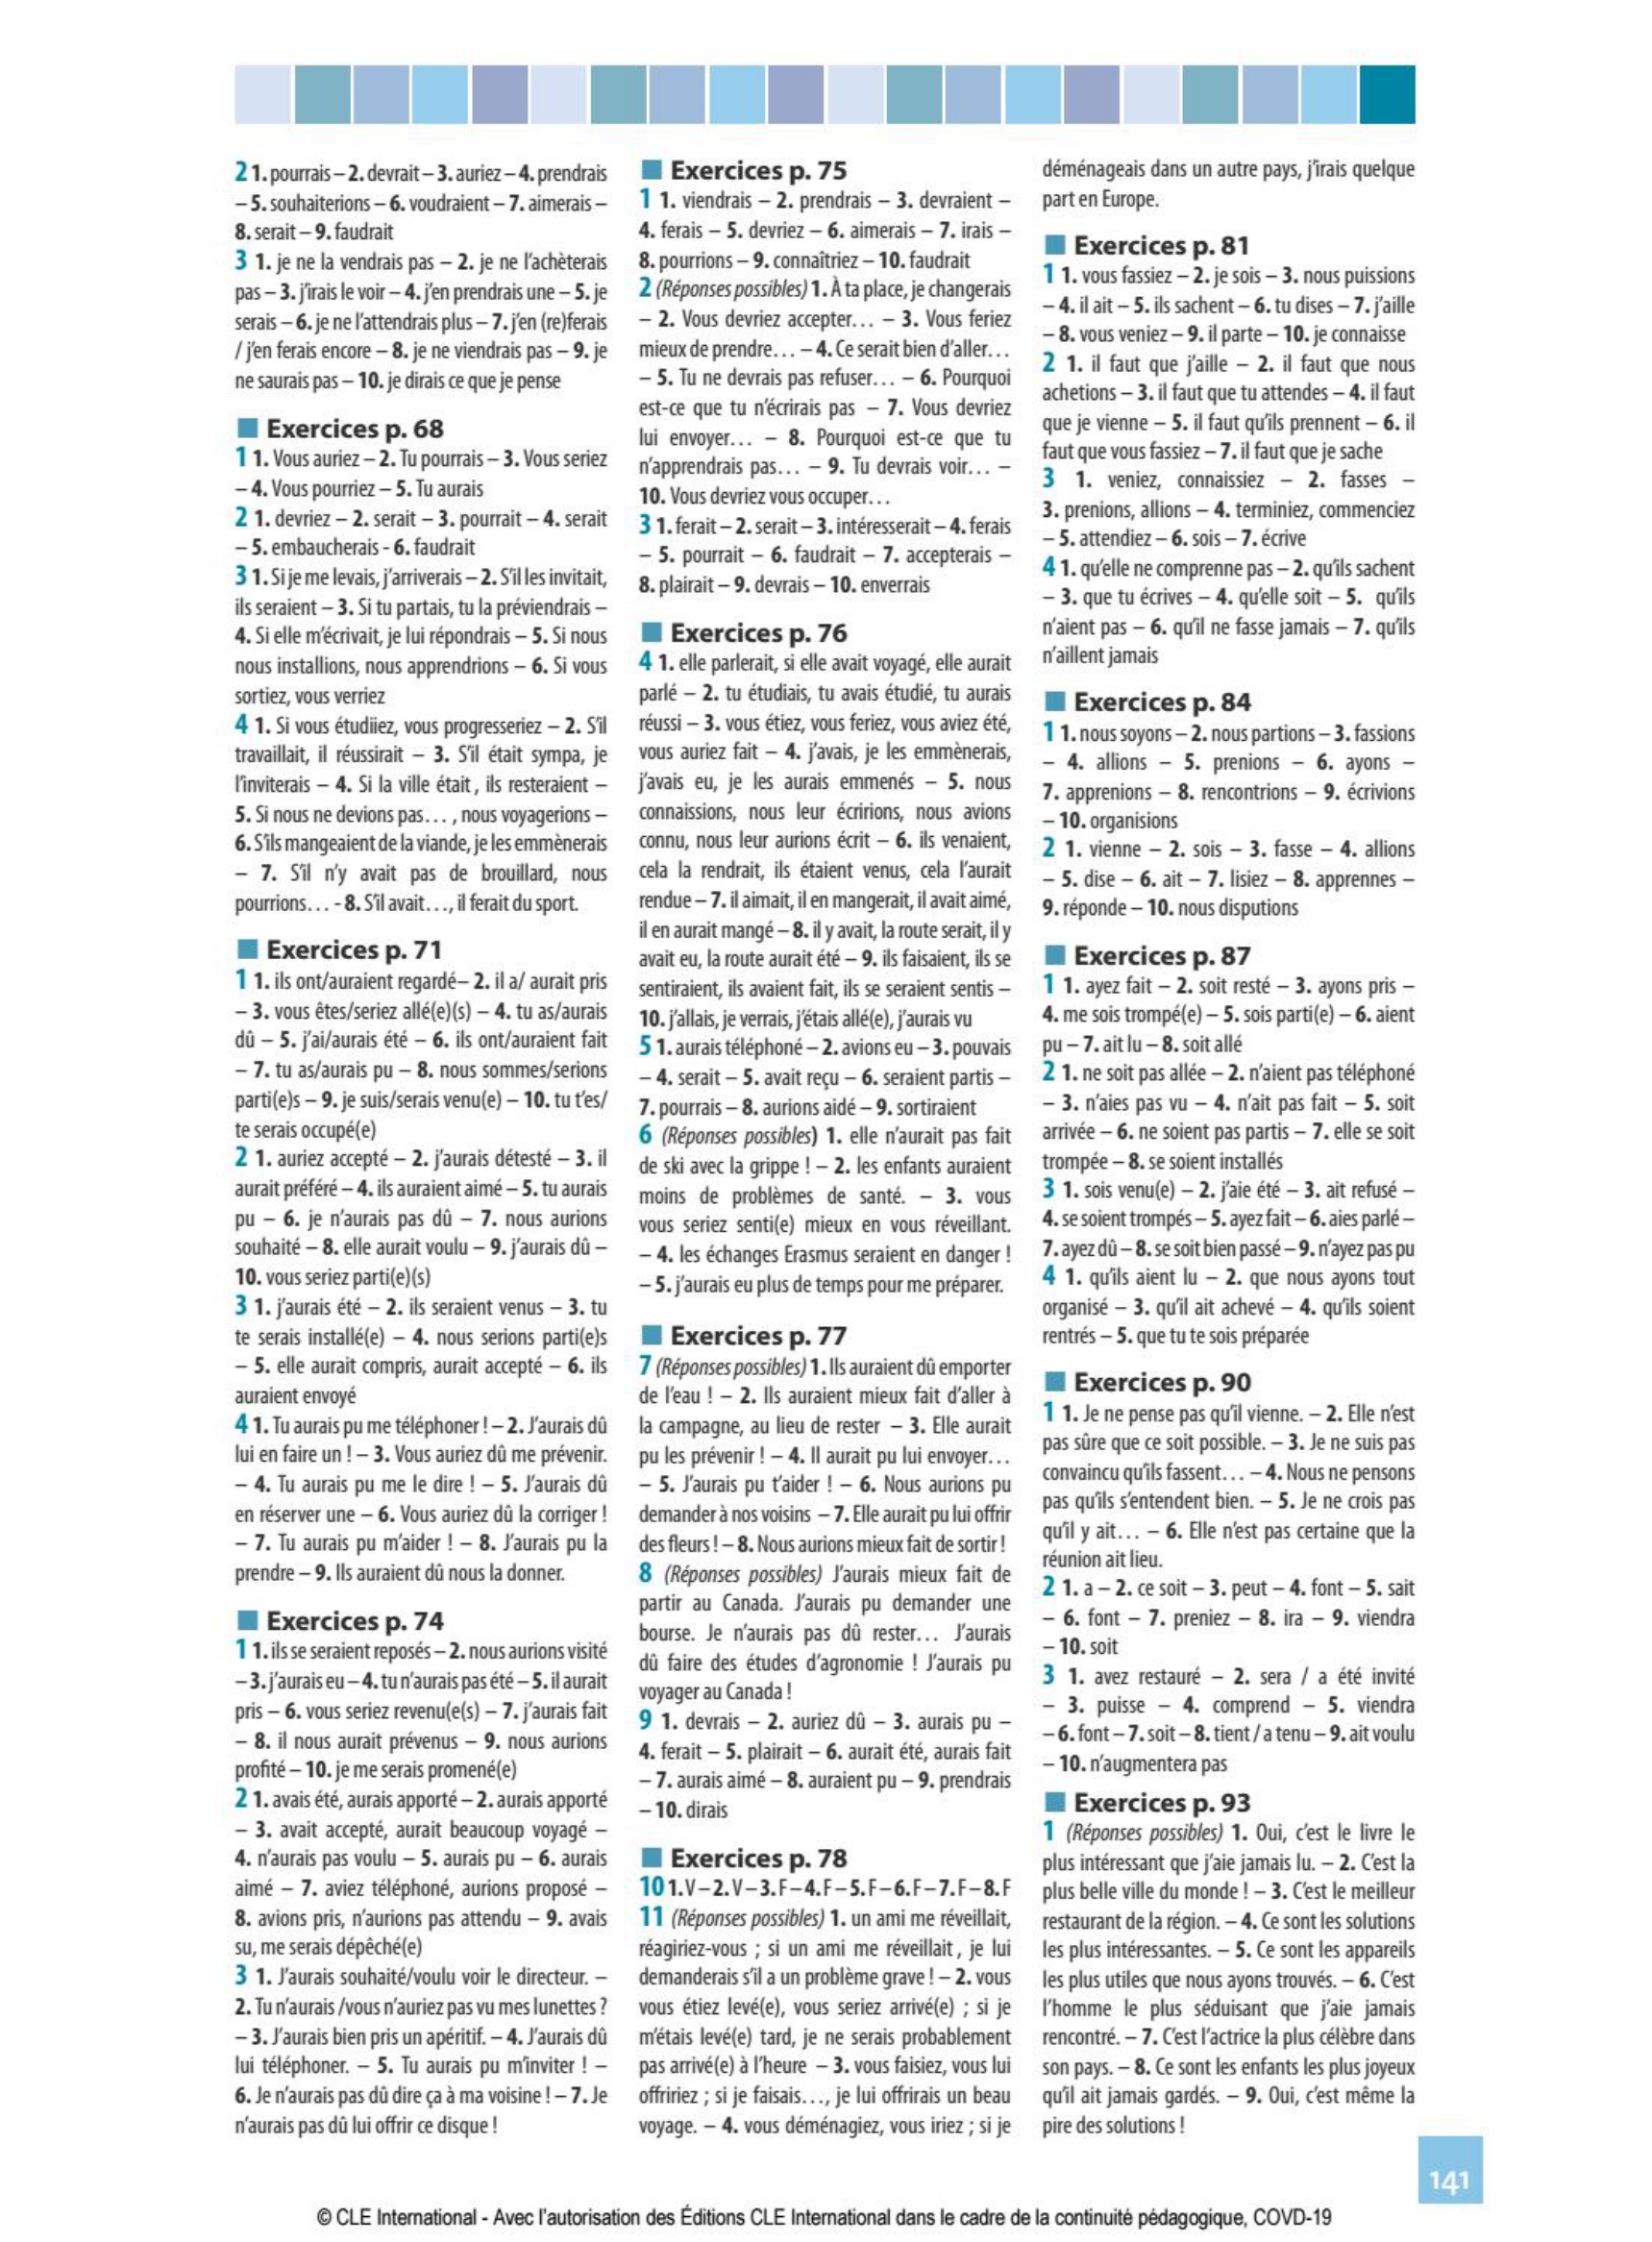 2 1. pourrais – 2. devrait – 3. auriez – 4. prendrais
– 5. souhaiterions – 6. voudraient – 7. aimerais –
8. serait – 9. faudrait
3 1. je ne la vendrais pas – 2. je ne l'achèterais
pas – 3. j'irais le voir – 4. j'en prendrais une – 5. je
serais – 6. je ne l'attendrais plus – 7. j'en (re)ferais
/ j'en ferais encore – 8. je ne viendrais pas – 9. je
ne saurais pas – 10. je dirais ce que je pense
Exercices p. 68
1 1. Vous auriez – 2. Tu pourrais – 3. Vous seriez
– 4. Vous pourriez – 5. Tu aurais
2 1. devriez – 2. serait – 3. pourrait – 4. serait
– 5. embaucherais - 6. faudrait
3 1. Si je me levais, j'arriverais – 2. S'il les invitait,
ils seraient – 3. Si tu partais, tu la préviendrais –
4. Si elle m'écrivait, je lui répondrais – 5. Si nous
nous installions, nous apprendrions – 6. Si vous
sortiez, vous verriez
4 1. Si vous étudiiez, vous progresseriez – 2. S'il
travaillait, il réussirait – 3. S'il était sympa, je
l'inviterais – 4. Si la ville était, ils resteraient –
5. Si nous ne devions pas… , nous voyagerions –
6. S'ils mangeaient de la viande, je les emmènerais
– 7. S'il n'y avait pas de brouillard, nous
pourrions… - 8. S'il avait…, il ferait du sport.
Exercices p. 71
1 1. ils ont/auraient regardé– 2. il a/ aurait pris
– 3. vous êtes/seriez allé(e)(s) – 4. tu as/aurais
dû – 5. j'ai/aurais été – 6. ils ont/auraient fait
– 7. tu as/aurais pu – 8. nous sommes/serions
parti(e)s – 9. je suis/serais venu(e) – 10. tu t'es/
te serais occupé(e)
2 1. auriez accepté – 2. j'aurais détesté – 3. il
aurait préféré – 4. ils auraient aimé – 5. tu aurais
pu – 6. je n'aurais pas dû – 7. nous aurions
souhaité – 8. elle aurait voulu – 9. j'aurais dû –
10. vous seriez parti(e)(s)
3 1. j'aurais été – 2. ils seraient venus – 3. tu
te serais installé(e) – 4. nous serions parti(e)s
– 5. elle aurait compris, aurait accepté – 6. ils
auraient envoyé
4 1. Tu aurais pu me téléphoner ! – 2. J'aurais dû
lui en faire un ! – 3. Vous auriez dû me prévenir.
– 4. Tu aurais pu me le dire ! – 5. J'aurais dû
en réserver une – 6. Vous auriez dû la corriger !
– 7. Tu aurais pu m'aider ! – 8. J'aurais pu la
prendre – 9. Ils auraient dû nous la donner.
Exercices p. 74
1 1. ils se seraient reposés – 2. nous aurions visité
– 3. j'aurais eu – 4. tu n'aurais pas été – 5. il aurait
pris – 6. vous seriez revenu(e(s) – 7. j'aurais fait
– 8. il nous aurait prévenus – 9. nous aurions
profité – 10. je me serais promené(e)
2 1. avais été, aurais apporté – 2. aurais apporté
– 3. avait accepté, aurait beaucoup voyagé –
4. n'aurais pas voulu – 5. aurais pu – 6. aurais
aimé – 7. aviez téléphoné, aurions proposé –
8. avions pris, n'aurions pas attendu – 9. avais
su, me serais dépêché(e)
3 1. J'aurais souhaité/voulu voir le directeur. –
2. Tu n'aurais /vous n'auriez pas vu mes lunettes ?
– 3. J'aurais bien pris un apéritif. – 4. J'aurais dû
lui téléphoner. – 5. Tu aurais pu m'inviter ! –
6. Je n'aurais pas dû dire ça à ma voisine ! – 7. Je
n'aurais pas dû lui offrir ce disque !
Exercices p. 75
1 1. viendrais – 2. prendrais – 3. devraient –
4. ferais – 5. devriez – 6. aimerais – 7. irais –
8. pourrions – 9. connaîtriez – 10. faudrait
2 (Réponses possibles) 1. À ta place, je changerais
– 2. Vous devriez accepter… – 3. Vous feriez
mieux de prendre… – 4. Ce serait bien d'aller…
– 5. Tu ne devrais pas refuser… – 6. Pourquoi
est-ce que tu n'écrirais pas – 7. Vous devriez
lui envoyer… – 8. Pourquoi est-ce que tu
n'apprendrais pas… – 9. Tu devrais voir… –
10. Vous devriez vous occuper…
3 1. ferait – 2. serait – 3. intéresserait – 4. ferais
– 5. pourrait – 6. faudrait – 7. accepterais –
8. plairait – 9. devrais – 10. enverrais
Exercices p. 76
4 1. elle parlerait, si elle avait voyagé, elle aurait
parlé – 2. tu étudiais, tu avais étudié, tu aurais
réussi – 3. vous étiez, vous feriez, vous aviez été,
vous auriez fait – 4. j'avais, je les emmènerais,
j'avais eu, je les aurais emmenés – 5. nous
connaissions, nous leur écririons, nous avions
connu, nous leur aurions écrit – 6. ils venaient,
cela la rendrait, ils étaient venus, cela l'aurait
rendue – 7. il aimait, il en mangerait, il avait aimé,
il en aurait mangé – 8. il y avait, la route serait, il y
avait eu, la route aurait été – 9. ils faisaient, ils se
sentiraient, ils avaient fait, ils se seraient sentis –
10. j'allais, je verrais, j'étais allé(e), j'aurais vu
5 1. aurais téléphoné – 2. avions eu – 3. pouvais
– 4. serait – 5. avait reçu – 6. seraient partis –
7. pourrais – 8. aurions aidé – 9. sortiraient
6 (Réponses possibles) 1. elle n'aurait pas fait
de ski avec la grippe ! – 2. les enfants auraient
moins de problèmes de santé. – 3. vous
vous seriez senti(e) mieux en vous réveillant.
– 4. les échanges Erasmus seraient en danger !
– 5. j'aurais eu plus de temps pour me préparer.
Exercices p. 77
7 (Réponses possibles) 1. Ils auraient dû emporter
de l'eau ! – 2. Ils auraient mieux fait d'aller à
la campagne, au lieu de rester – 3. Elle aurait
pu les prévenir ! – 4. Il aurait pu lui envoyer…
– 5. J'aurais pu t'aider ! – 6. Nous aurions pu
demander à nos voisins – 7. Elle aurait pu lui offrir
des fleurs ! – 8. Nous aurions mieux fait de sortir !
8 (Réponses possibles) J'aurais mieux fait de
partir au Canada. J'aurais pu demander une
bourse. Je n'aurais pas dû rester… J'aurais
dû faire des études d'agronomie ! J'aurais pu
voyager au Canada !
9 1. devrais – 2. auriez dû – 3. aurais pu –
4. ferait – 5. plairait – 6. aurait été, aurais fait
– 7. aurais aimé – 8. auraient pu – 9. prendrais
– 10. dirais
Exercices p. 78
10 1. V – 2. V – 3. F – 4. F – 5. F – 6. F – 7. F – 8. F
11 (Réponses possibles) 1. un ami me réveillait,
réagiriez-vous ; si un ami me réveillait, je lui
demanderais s'il a un problème grave ! – 2. vous
vous étiez levé(e), vous seriez arrivé(e) ; si je
m'étais levé(e) tard, je ne serais probablement
pas arrivé(e) à l'heure – 3. vous faisiez, vous lui
offririez ; si je faisais…, je lui offrirais un beau
voyage. – 4. vous déménagiez, vous iriez ; si je
déménageais dans un autre pays, j'irais quelque
part en Europe.
Exercices p. 81
1 1. vous fassiez – 2. je sois – 3. nous puissions
– 4. il ait – 5. ils sachent – 6. tu dises – 7. j'aille
– 8. vous veniez – 9. il parte – 10. je connaisse
2 1. il faut que j'aille – 2. il faut que nous
achetions – 3. il faut que tu attendes – 4. il faut
que je vienne – 5. il faut qu'ils prennent – 6. il
faut que vous fassiez – 7. il faut que je sache
3 1. veniez, connaissiez – 2. fasses –
3. prenions, allions – 4. terminiez, commenciez
– 5. attendiez – 6. sois – 7. écrive
4 1. qu'elle ne comprenne pas – 2. qu'ils sachent
– 3. que tu écrives – 4. qu'elle soit – 5. qu'ils
n'aient pas – 6. qu'il ne fasse jamais – 7. qu'ils
n'aillent jamais
Exercices p. 84
1 1. nous soyons – 2. nous partions – 3. fassions
– 4. allions – 5. prenions – 6. ayons –
7. apprenions – 8. rencontrions – 9. écrivions
– 10. organisions
2 1. vienne – 2. sois – 3. fasse – 4. allions
– 5. dise – 6. ait – 7. lisiez – 8. apprennes –
9. réponde – 10. nous disputions
Exercices p. 87
1 1. ayez fait – 2. soit resté – 3. ayons pris –
4. me sois trompé(e) – 5. sois parti(e) – 6. aient
pu – 7. ait lu – 8. soit allé
2 1. ne soit pas allée – 2. n'aient pas téléphoné
– 3. n'aies pas vu – 4. n'ait pas fait – 5. soit
arrivée – 6. ne soient pas partis – 7. elle se soit
trompée – 8. se soient installés
3 1. sois venu(e) – 2. j'aie été – 3. ait refusé –
4. se soient trompés – 5. ayez fait – 6. aies parlé –
7. ayez dû – 8. se soit bien passé – 9. n'ayez pas pu
4 1. qu'ils aient lu – 2. que nous ayons tout
organisé – 3. qu'il ait achevé – 4. qu'ils soient
rentrés – 5. que tu te sois préparée
Exercices p. 90
1 1. Je ne pense pas qu'il vienne. – 2. Elle n'est
pas sûre que ce soit possible. – 3. Je ne suis pas
convaincu qu'ils fassent… – 4. Nous ne pensons
pas qu'ils s'entendent bien. – 5. Je ne crois pas
qu'il y ait… – 6. Elle n'est pas certaine que la
réunion ait lieu.
2 1. a – 2. ce soit – 3. peut – 4. font – 5. sait
– 6. font – 7. preniez – 8. ira – 9. viendra
– 10. soit
3 1. avez restauré – 2. sera / a été invité
– 3. puisse – 4. comprend – 5. viendra
– 6. font – 7. soit – 8. tient / a tenu – 9. ait voulu
– 10. n'augmentera pas
Exercices p. 93
1 (Réponses possibles) 1. Oui, c'est le livre le
plus intéressant que j'aie jamais lu. – 2. C'est la
plus belle ville du monde ! – 3. C'est le meilleur
restaurant de la région. – 4. Ce sont les solutions
les plus intéressantes. – 5. Ce sont les appareils
les plus utiles que nous ayons trouvés. – 6. C'est
l'homme le plus séduisant que j'aie jamais
rencontré. – 7. C'est l'actrice la plus célèbre dans
son pays. – 8. Ce sont les enfants les plus joyeux
qu'il ait jamais gardés. – 9. Oui, c'est même la
pire des solutions !
141
© CLE International - Avec l'autorisation des Éditions CLE International dans le cadre de la continuité pédagogique, COVD-19